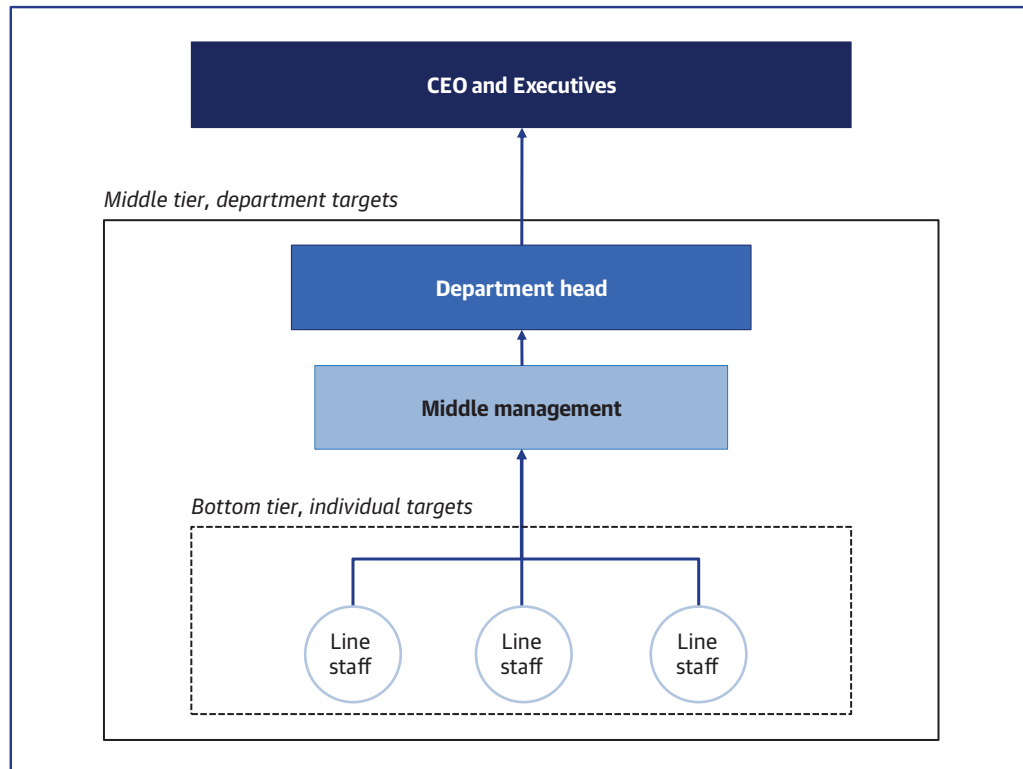 CEO and Executives
Middle tier, department targets
Department head
Middle management
Bottom tier, individual targets
Line
staff
Line
staff
Line
staff